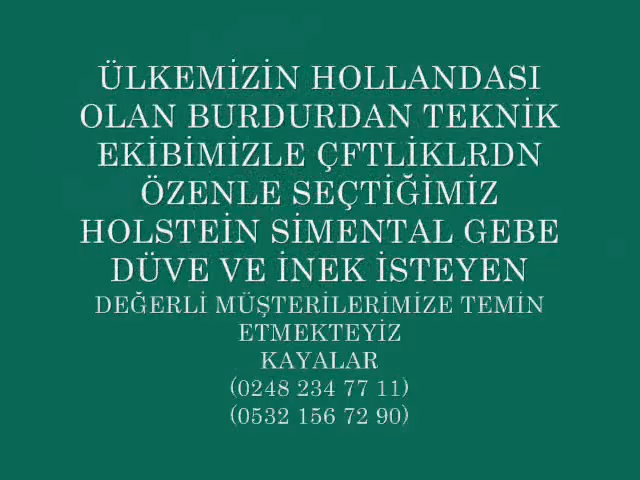 ÜLKEMİZİN HOLLANDASI
OLAN BURDURDAN TEKNİK
EKİBİMİZLE ÇFTLİKLRDN
ÖZENLE SEÇTİĞİMİZ
HOLSTEİN SİMENTAL GEBE
DÜVE VE İNEK İSTEYEN
DEĞERLİ MÜŞTERİLERİMİZE TEMİN
ETMEKTEYİZ
KAYALAR
(0248 234 77 11)
(0532 156 72 90)